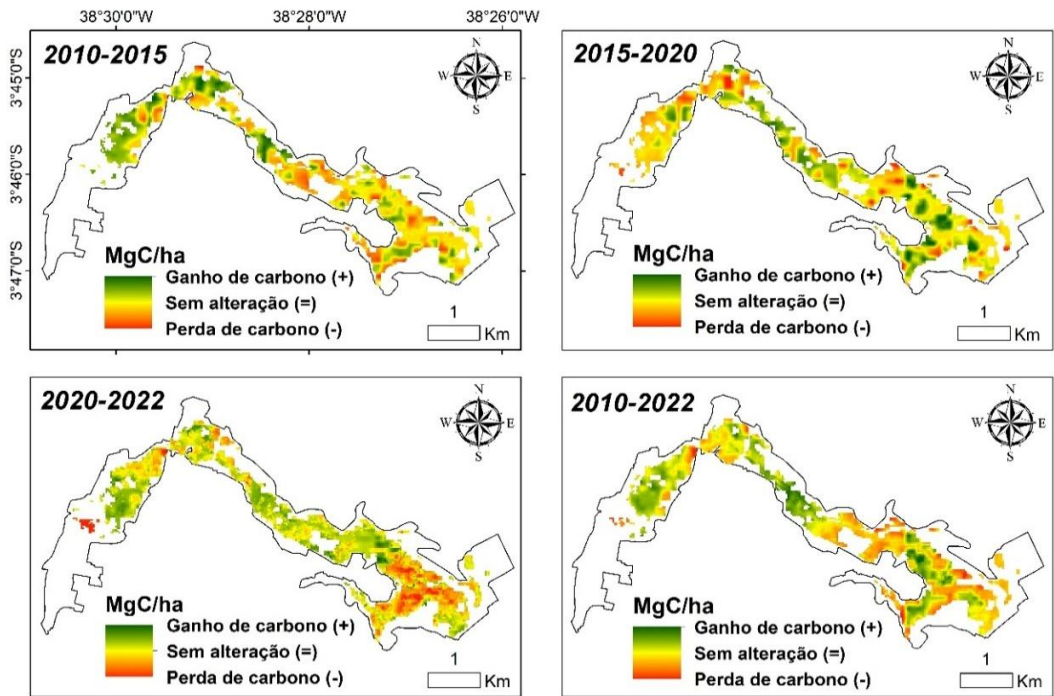 38°30'0"W 38°28'0"W 38°26'0"W
3°45'0"S
3°46'0"S
3°47'0"S
2010-2015
N
W E
S
MgC/ha
Ganho de carbono (+)
Sem alteração (=)
Perda de carbono (-)
1
Km
2015-2020
N
W E
S
MgC/ha
Ganho de carbono (+)
Sem alteração (=)
Perda de carbono (-)
1
Km
2020-2022
N
W E
S
MgC/ha
Ganho de carbono (+)
Sem alteração (=)
Perda de carbono (-)
1
Km
2010-2022
N
W E
S
MgC/ha
Ganho de carbono (+)
Sem alteração (=)
Perda de carbono (-)
1
Km